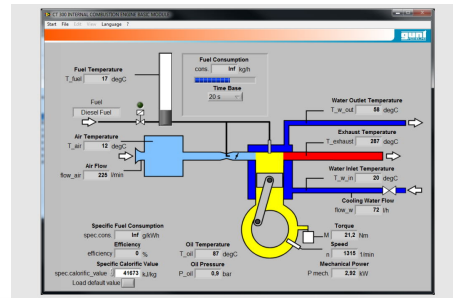 CT 300 INTERNAL COMBUSTION ENGINE BASIC MODULE
Start File Edit View Language ?
gunt
Fuel Consumption
cons. Inf kg/h
Time Base
20 s
Fuel Temperature
T_fuel 17 degC
Fuel
Diesel Fuel
Air Temperature
T_air 12 degC
Air Flow
flow_air 225 l/min
Water Outlet Temperature
T_w_out 58 degC
Exhaust Temperature
T_exhaust 287 degC
Water Inlet Temperature
T_w_in 20 degC
Cooling Water Flow
flow_w 72 l/h
Specific Fuel Consumption
spec.cons. Inf g/kWh
Efficiency
efficiency 0 %
Specific Calorific Value
spec.calorific_value 41673 kJ/kg
Load default value
Oil Temperature
T_oil 87 degC
Oil Pressure
P_oil 0,9 bar
Torque
M 21,2 Nm
Speed
n 1315 1/min
Mechanical Power
P mech. 2,92 kW